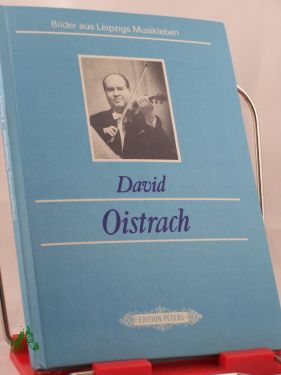 Bilder aus Leipzigs Musikleben
David
Oistrach
EDITION PETERS